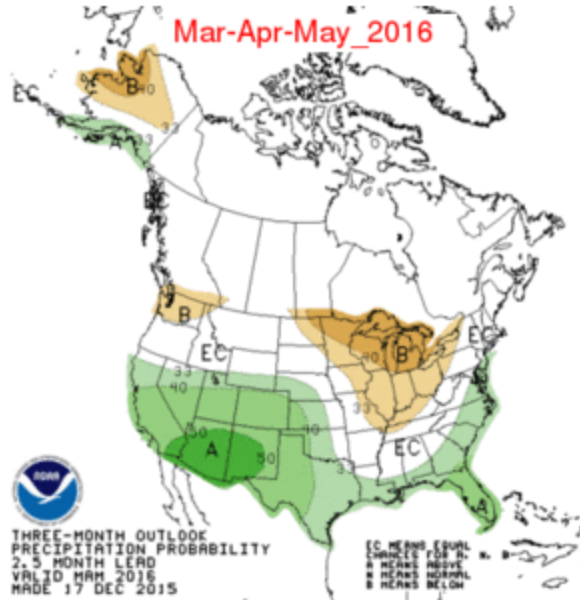 Mar-Apr-May_2016
EC
B
40
33
33
A
EC
B
EC
EC
33
40
B
40
33
50
A
50
40
EC
33
A
NOAA
THREE-MONTH OUTLOOK
PRECIPITATION PROBABILITY
2.5 MONTH LEAD
VALID MAM 2016
MADE 17 DEC 2015
EC MEANS EQUAL
CHANCES FOR A, N, B
A MEANS ABOVE
N MEANS NORMAL
B MEANS BELOW